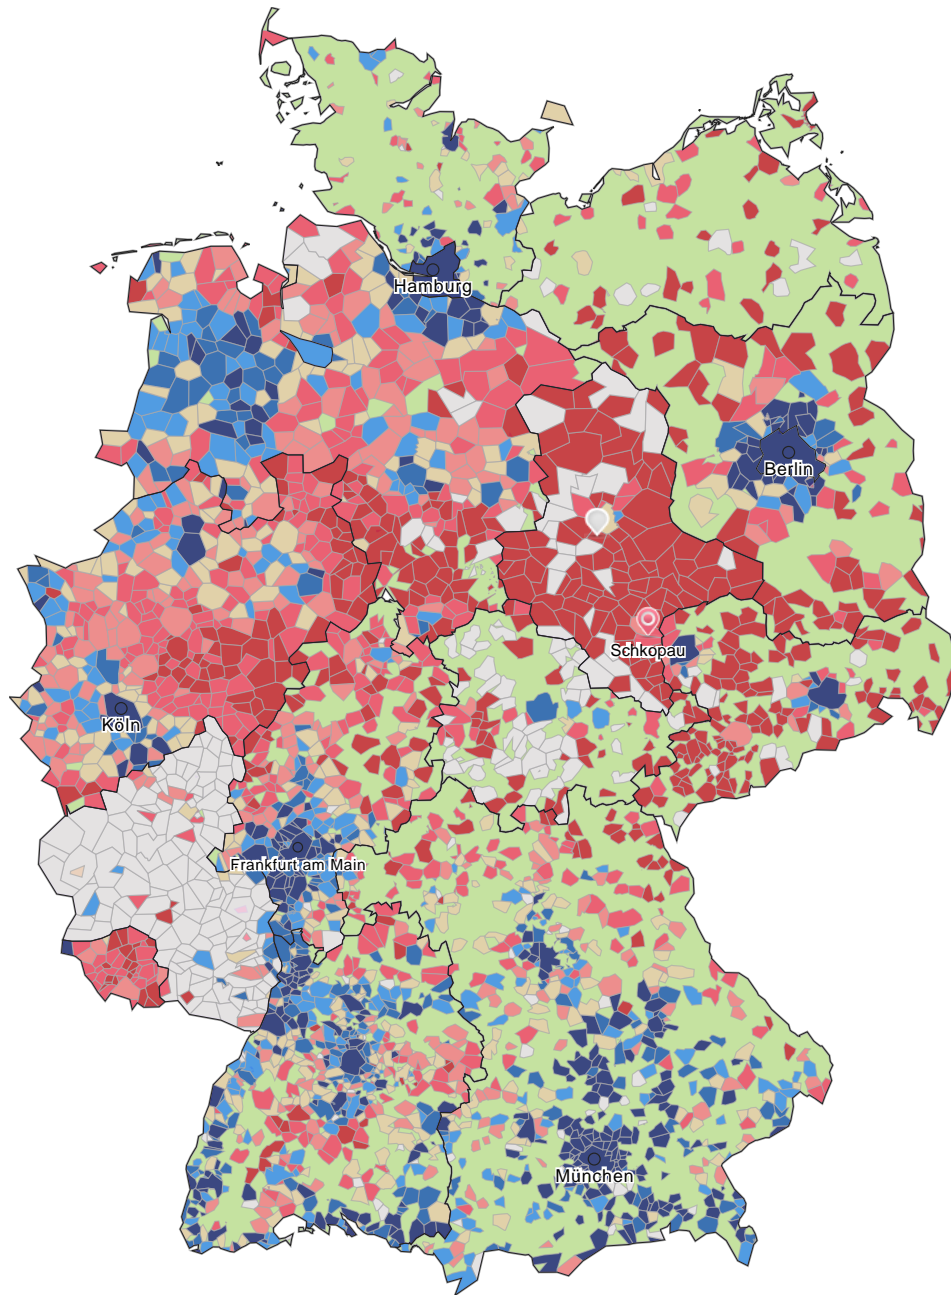 Hamburg
Berlin
Schkopau
Köln
Frankfurt am Main
München